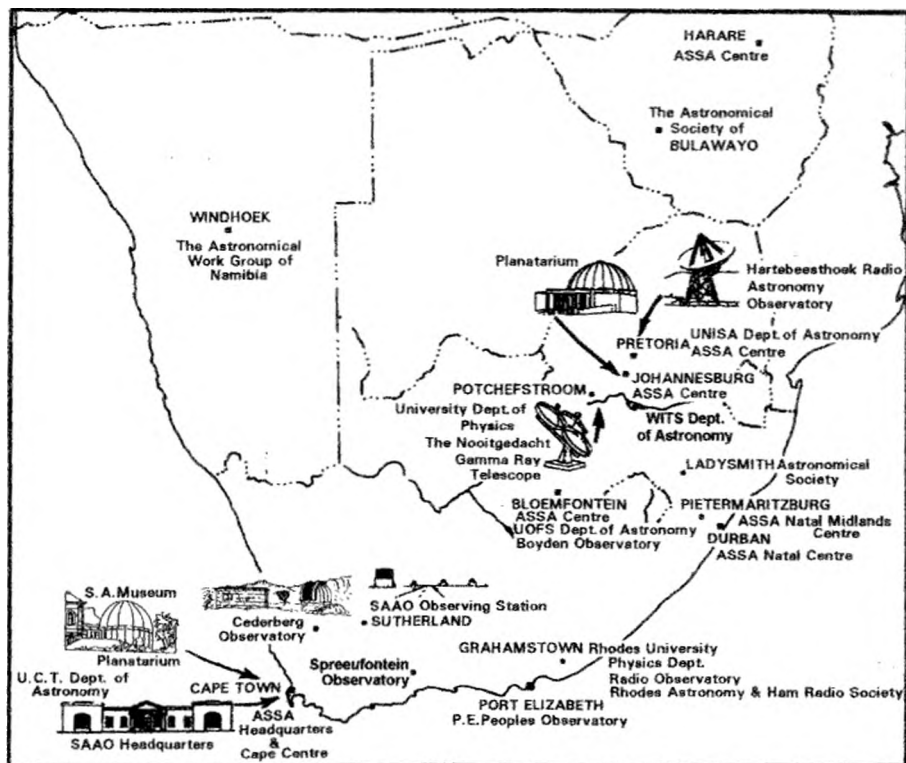 HARARE
ASSA Centre
The Astronomical
Society of
BULAWAYO
WINDHOEK
The Astronomical
Work Group of
Namibia
Planatarium
Hartebeesthoek Radio
Astronomy
Observatory
PRETORIA
UNISA Dept. of Astronomy
ASSA Centre
JOHANNESBURG
ASSA Centre
POTCHEFSTROOM
University Dept. of
Physics
The Nooitgedacht
Gamma Ray
Telescope
WITS Dept.
of Astronomy
LADYSMITH Astronomical
Society
BLOEMFONTEIN
ASSA Centre
UOFS Dept. of Astronomy
Boyden Observatory
PIETERMARITZBURG
ASSA Natal Midlands
Centre
DURBAN
ASSA Natal Centre
S.A. Museum
Planatarium
Cederberg
Observatory
SAAO Observing Station
SUTHERLAND
U.C.T. Dept. of
Astronomy
CAPE TOWN
SAAO Headquarters
ASSA
Headquarters
&
Cape Centre
Spreeufontein
Observatory
GRAHAMSTOWN Rhodes University
Physics Dept.
Radio Observatory
Rhodes Astronomy & Ham Radio Society
PORT ELIZABETH
P.E. Peoples Observatory